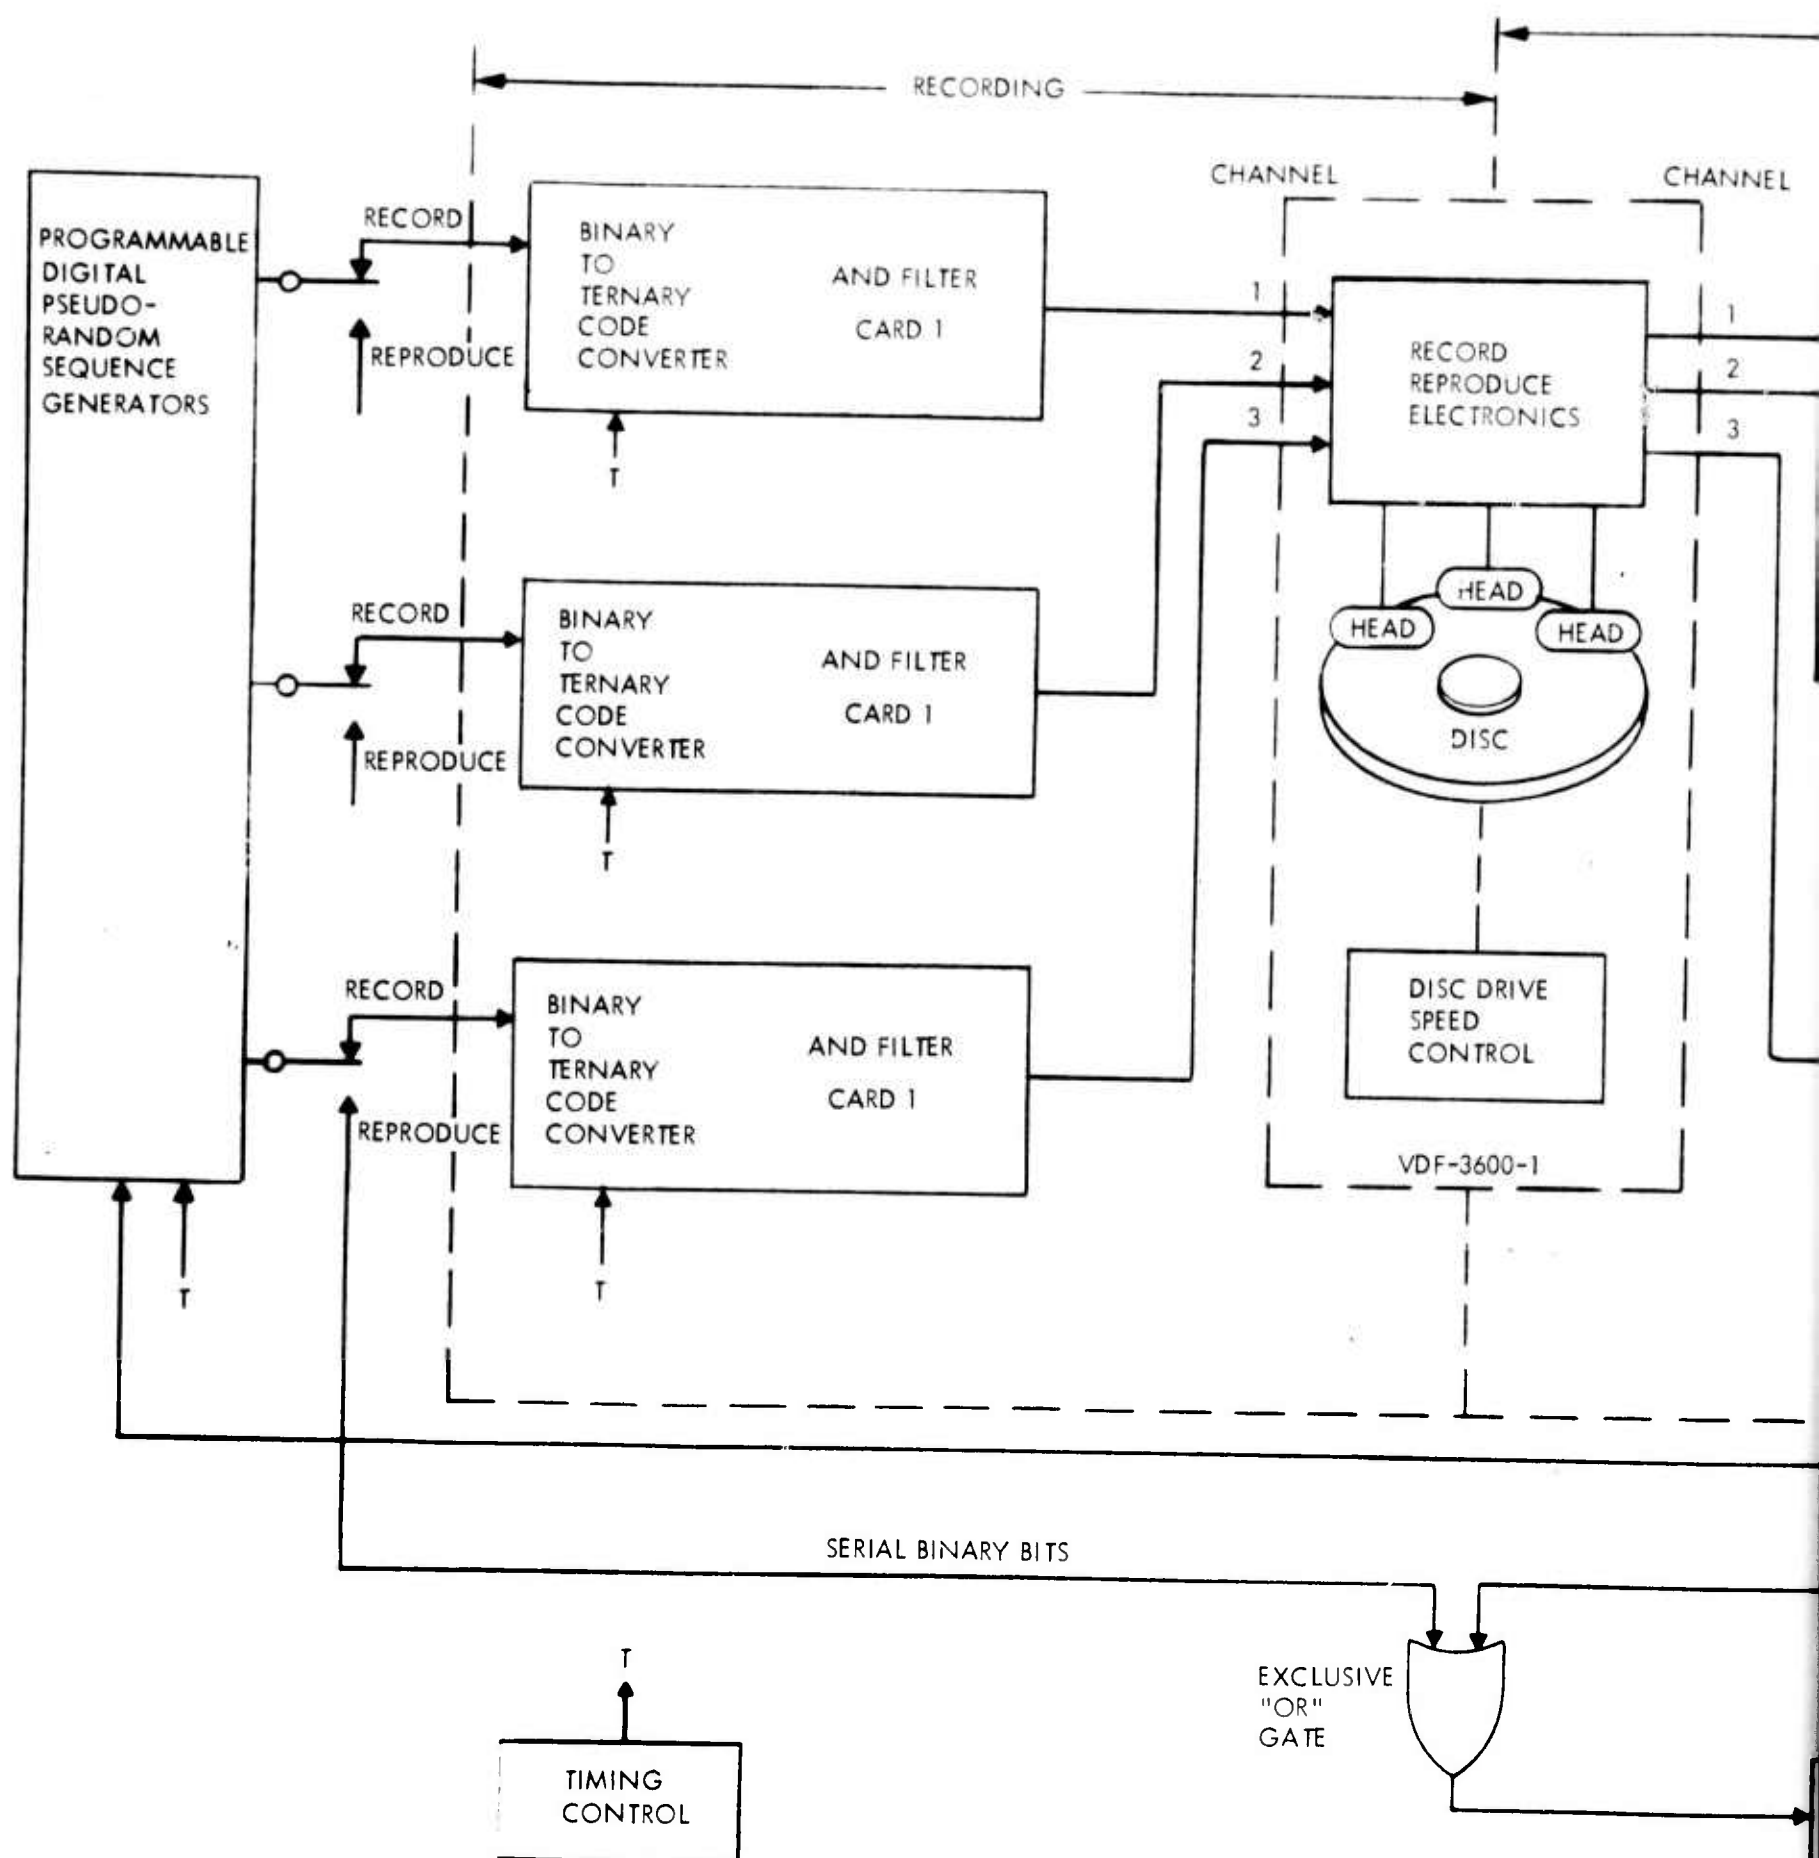 RECORDING
CHANNEL
CHANNEL
PROGRAMMABLE
DIGITAL
PSEUDO-
RANDOM
SEQUENCE
GENERATORS
RECORD
REPRODUCE
BINARY
TO
TERNARY
CODE
CONVERTER
AND FILTER
CARD 1
T
1
2
3
RECORD
REPRODUCE
ELECTRONICS
1
2
3
HEAD
HEAD
HEAD
DISC
RECORD
REPRODUCE
BINARY
TO
TERNARY
CODE
CONVERTER
AND FILTER
CARD 1
T
RECORD
REPRODUCE
BINARY
TO
TERNARY
CODE
CONVERTER
AND FILTER
CARD 1
T
DISC DRIVE
SPEED
CONTROL
VDF-3600-1
T
SERIAL BINARY BITS
EXCLUSIVE
"OR"
GATE
T
TIMING
CONTROL